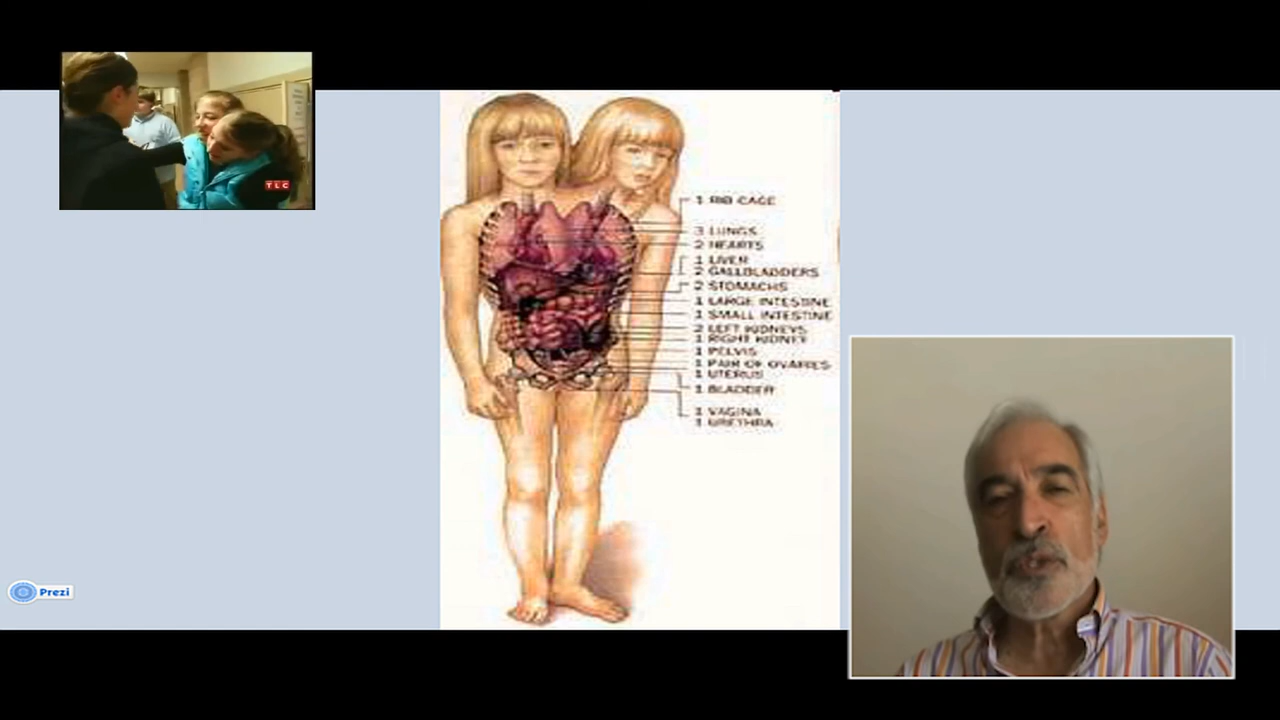 TLC
1 RIB CAGE
3 LUNGS
2 HEARTS
1 LIVER
2 GALLBLADDERS
2 STOMACHS
1 LARGE INTESTINE
1 SMALL INTESTINE
2 LEFT KIDNEYS
1 RIGHT KIDNEY
1 PELVIS
1 PAIR OF OVARIES
1 UTERUS
1 BLADDER
1 VAGINA
1 URETHRA
Prezi